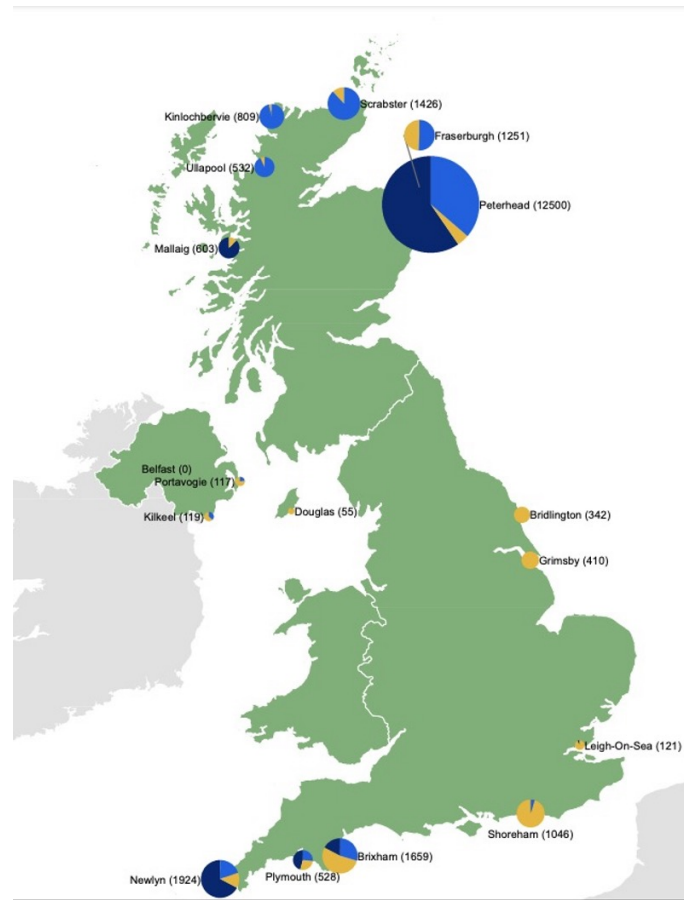 Scrabster (1426)
Kinlochbervie (809)
Fraserburgh (1251)
Ullapool (532)
Peterhead (12500)
Mallaig (603)
Belfast (0)
Portavogie (117)
Douglas (55)
Kilkeel (119)
Bridlington (342)
Grimsby (410)
Leigh-On-Sea (121)
Shoreham (1046)
Brixham (1659)
Plymouth (528)
Newlyn (1924)